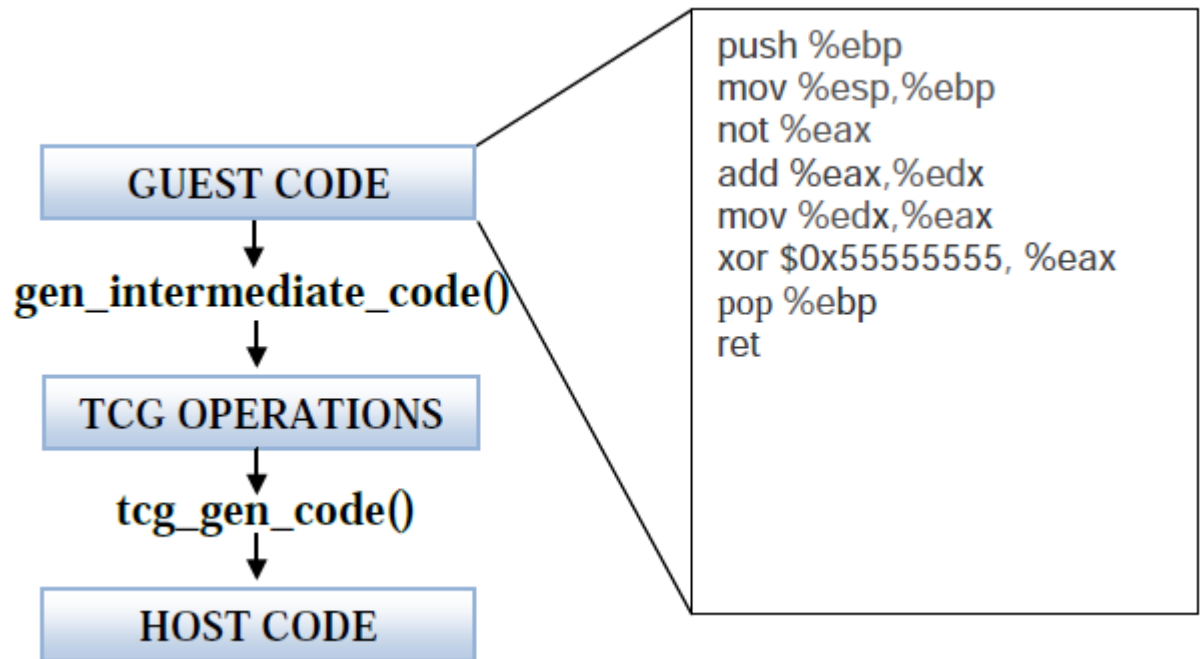 GUEST CODE
gen_intermediate_code()
TCG OPERATIONS
tcg_gen_code()
HOST CODE
push %ebp
mov %esp,%ebp
not %eax
add %eax,%edx
mov %edx,%eax
xor $0x55555555, %eax
pop %ebp
ret